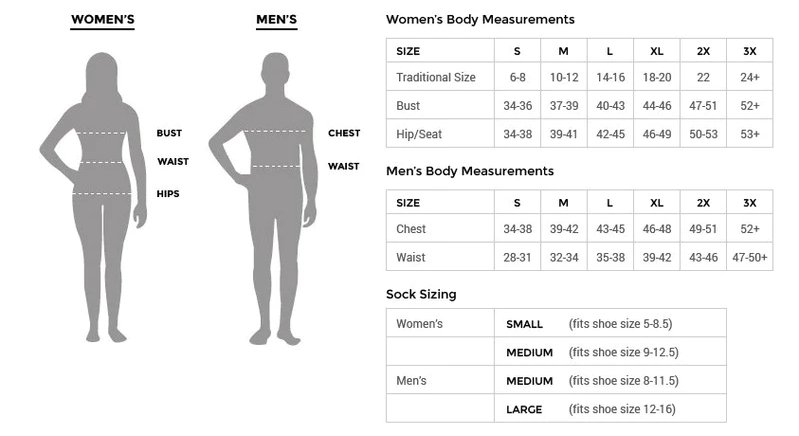 WOMEN'S
MEN'S
BUST
WAIST
HIPS
CHEST
WAIST
Women's Body Measurements
SIZE S M L XL 2X 3X
Traditional Size 6-8 10-12 14-16 18-20 22 24+
Bust 34-36 37-39 40-43 44-46 47-51 52+
Hip/Seat 34-38 39-41 42-45 46-49 50-53 53+
Men's Body Measurements
SIZE S M L XL 2X 3X
Chest 34-38 39-42 43-45 46-48 49-51 52+
Waist 28-31 32-34 35-38 39-42 43-46 47-50+
Sock Sizing
Women's SMALL (fits shoe size 5-8.5)
MEDIUM (fits shoe size 9-12.5)
Men's MEDIUM (fits shoe size 8-11.5)
LARGE (fits shoe size 12-16)